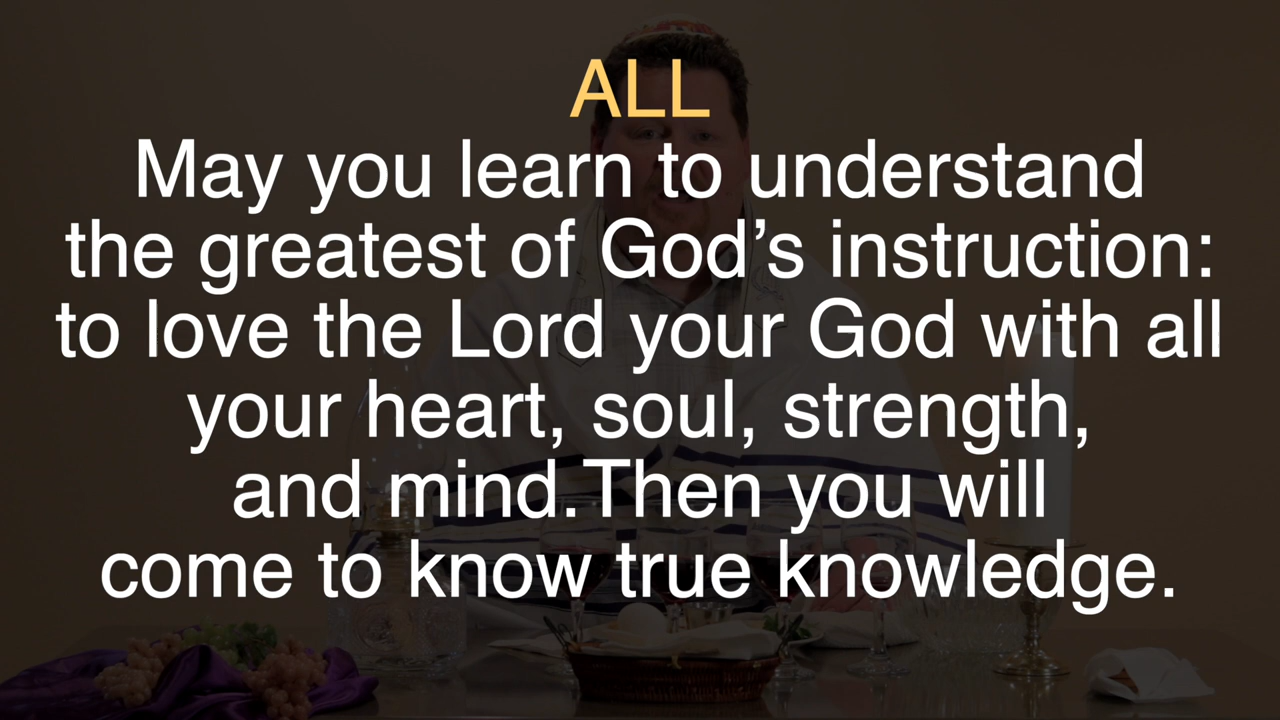 ALL
May you learn to understand
the greatest of God’s instruction:
to love the Lord your God with all
your heart, soul, strength,
and mind.Then you will
come to know true knowledge.